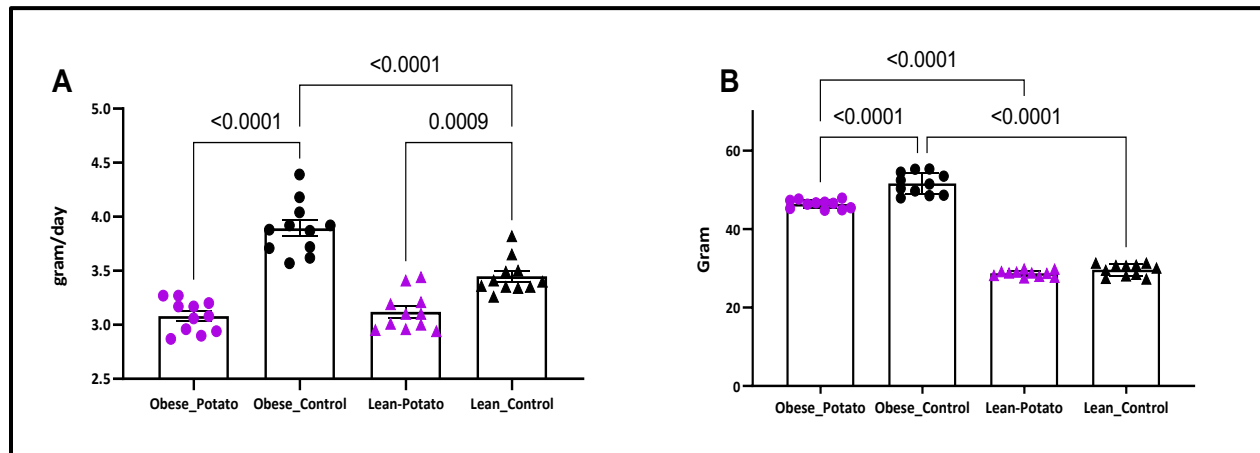 A
<0.0001
<0.0001
0.0009
5.0
4.5
4.0
3.5
3.0
2.5
gram/day
Obese_Potato
Obese_Control
Lean-Potato
Lean_Control
B
<0.0001
<0.0001
<0.0001
60
40
20
0
Gram
Obese_Potato
Obese_Control
Lean-Potato
Lean_Control